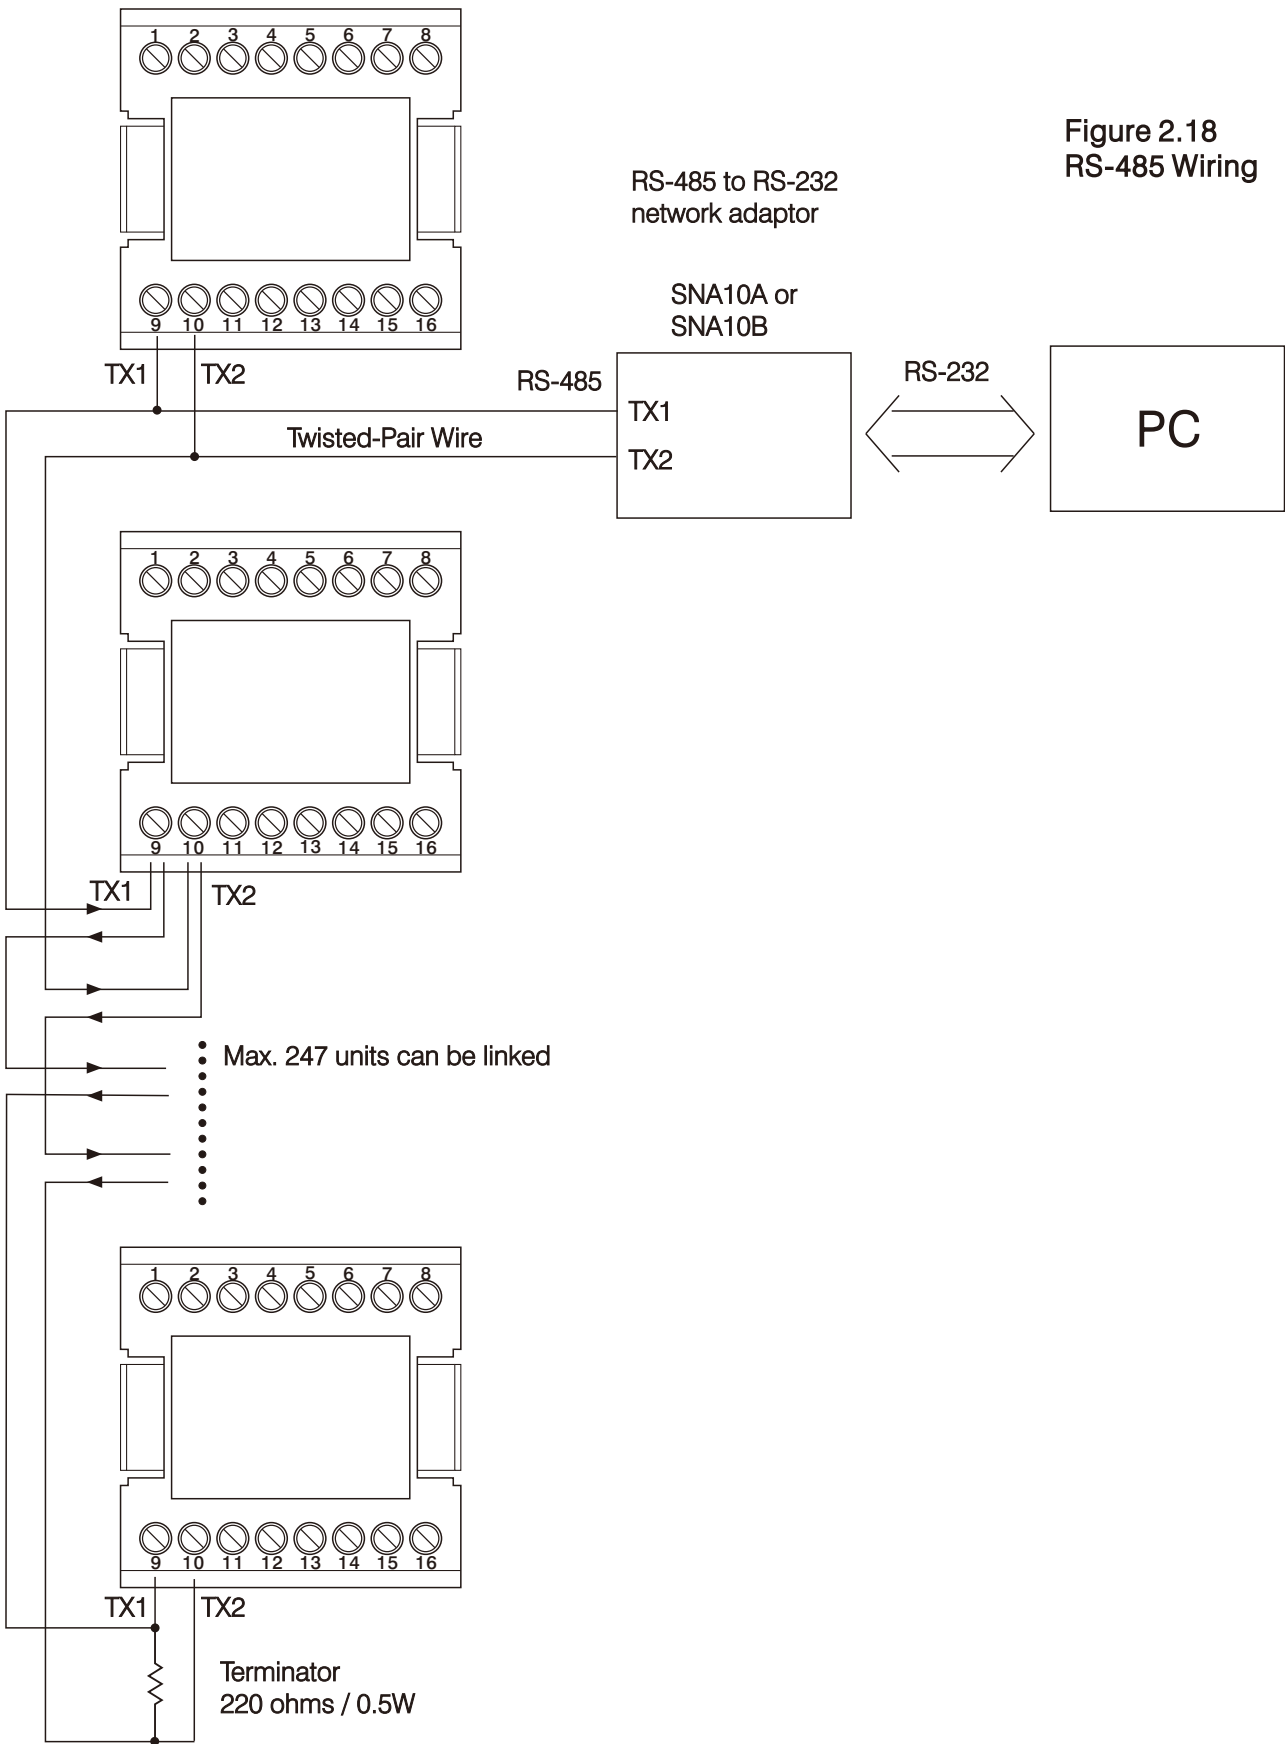 1 2 3 4 5 6 7 8
9 10 11 12 13 14 15 16
TX1 TX2
Figure 2.18
RS-485 Wiring
RS-485 to RS-232
network adaptor
SNA10A or
SNA10B
RS-485
Twisted-Pair Wire
TX1
TX2
RS-232
PC
1 2 3 4 5 6 7 8
9 10 11 12 13 14 15 16
TX1 TX2
Max. 247 units can be linked
1 2 3 4 5 6 7 8
9 10 11 12 13 14 15 16
TX1 TX2
Terminator
220 ohms / 0.5W